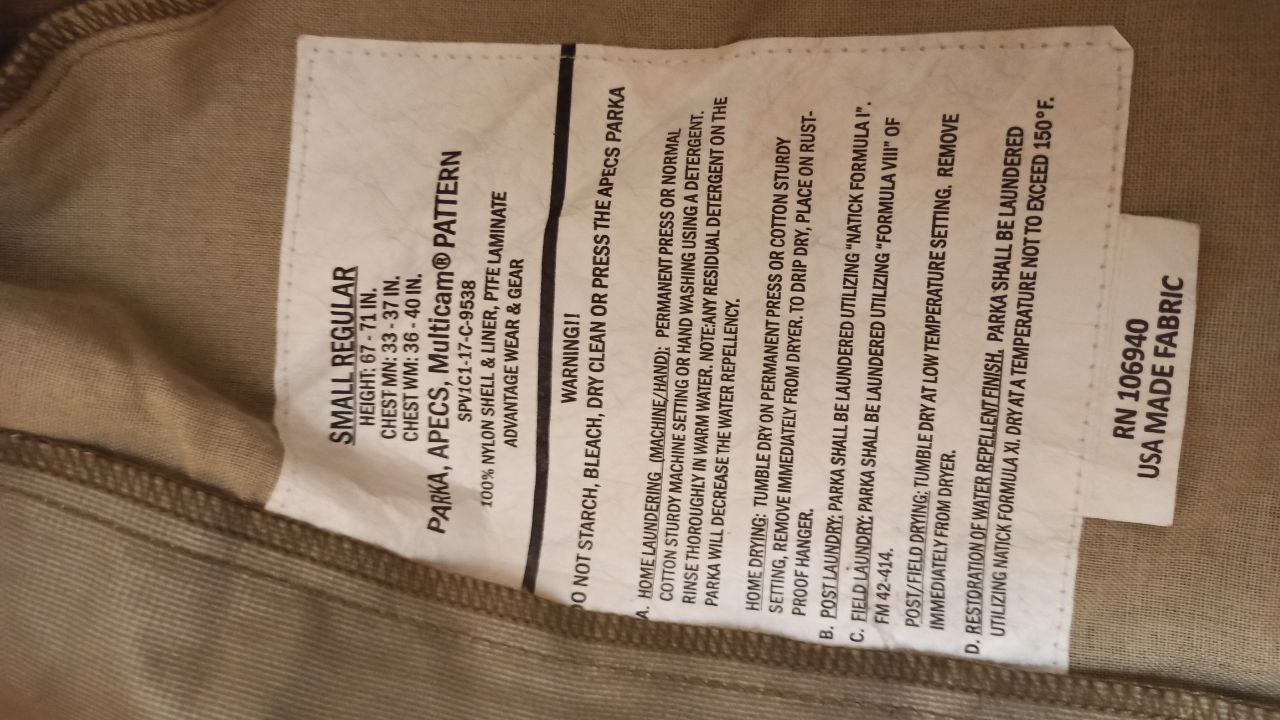 SMALL REGULAR
HEIGHT: 67 - 71 IN.
CHEST MN: 33 - 37 IN.
CHEST WM: 36 - 40 IN.
PARKA, APECS, Multicam® PATTERN
SPV1C1-17-C-9538
100% NYLON SHELL & LINER, PTFE LAMINATE
ADVANTAGE WEAR & GEAR
WARNING!!
DO NOT STARCH, BLEACH, DRY CLEAN OR PRESS THE APECS PARKA
A. HOME LAUNDERING (MACHINE/HAND): PERMANENT PRESS OR NORMAL
COTTON STURDY MACHINE SETTING OR HAND WASHING USING A DETERGENT.
RINSE THOROUGHLY IN WARM WATER. NOTE:ANY RESIDUAL DETERGENT ON THE
PARKA WILL DECREASE THE WATER REPELLENCY.
HOME DRYING: TUMBLE DRY ON PERMANENT PRESS OR COTTON STURDY
SETTING, REMOVE IMMEDIATELY FROM DRYER. TO DRIP DRY, PLACE ON RUST-
PROOF HANGER.
B. POST LAUNDRY: PARKA SHALL BE LAUNDERED UTILIZING "NATICK FORMULA I".
C. FIELD LAUNDRY: PARKA SHALL BE LAUNDERED UTILIZING "FORMULA VIII" OF
FM 42-414.
POST/FIELD DRYING: TUMBLE DRY AT LOW TEMPERATURE SETTING. REMOVE
IMMEDIATELY FROM DRYER.
D. RESTORATION OF WATER REPELLENT FINISH. PARKA SHALL BE LAUNDERED
UTILIZING NATICK FORMULA XI. DRY AT A TEMPERATURE NOT TO EXCEED 150°F.
RN 106940
USA MADE FABRIC